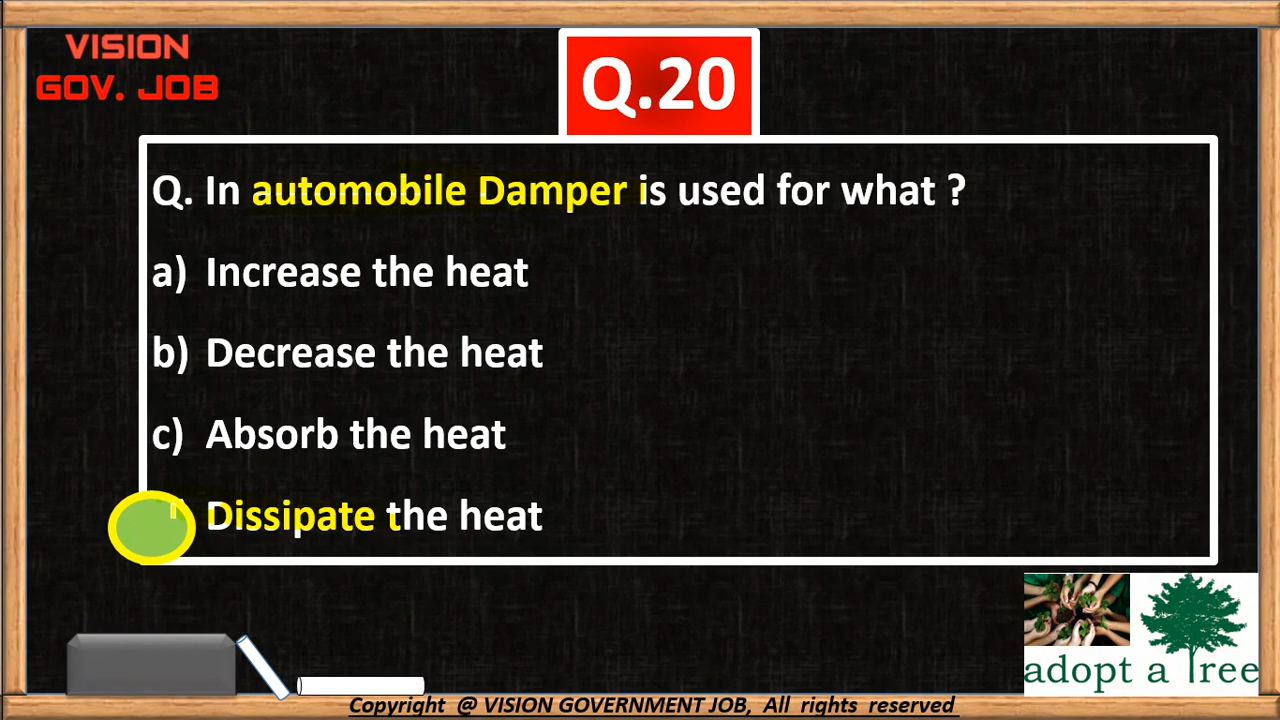 VISION
GOV. JOB
Q.20
Q. In automobile Damper is used for what ?
a) Increase the heat
b) Decrease the heat
c) Absorb the heat
Dissipate the heat
adopt a Tree
Copyright @ VISION GOVERNMENT JOB, All rights reserved